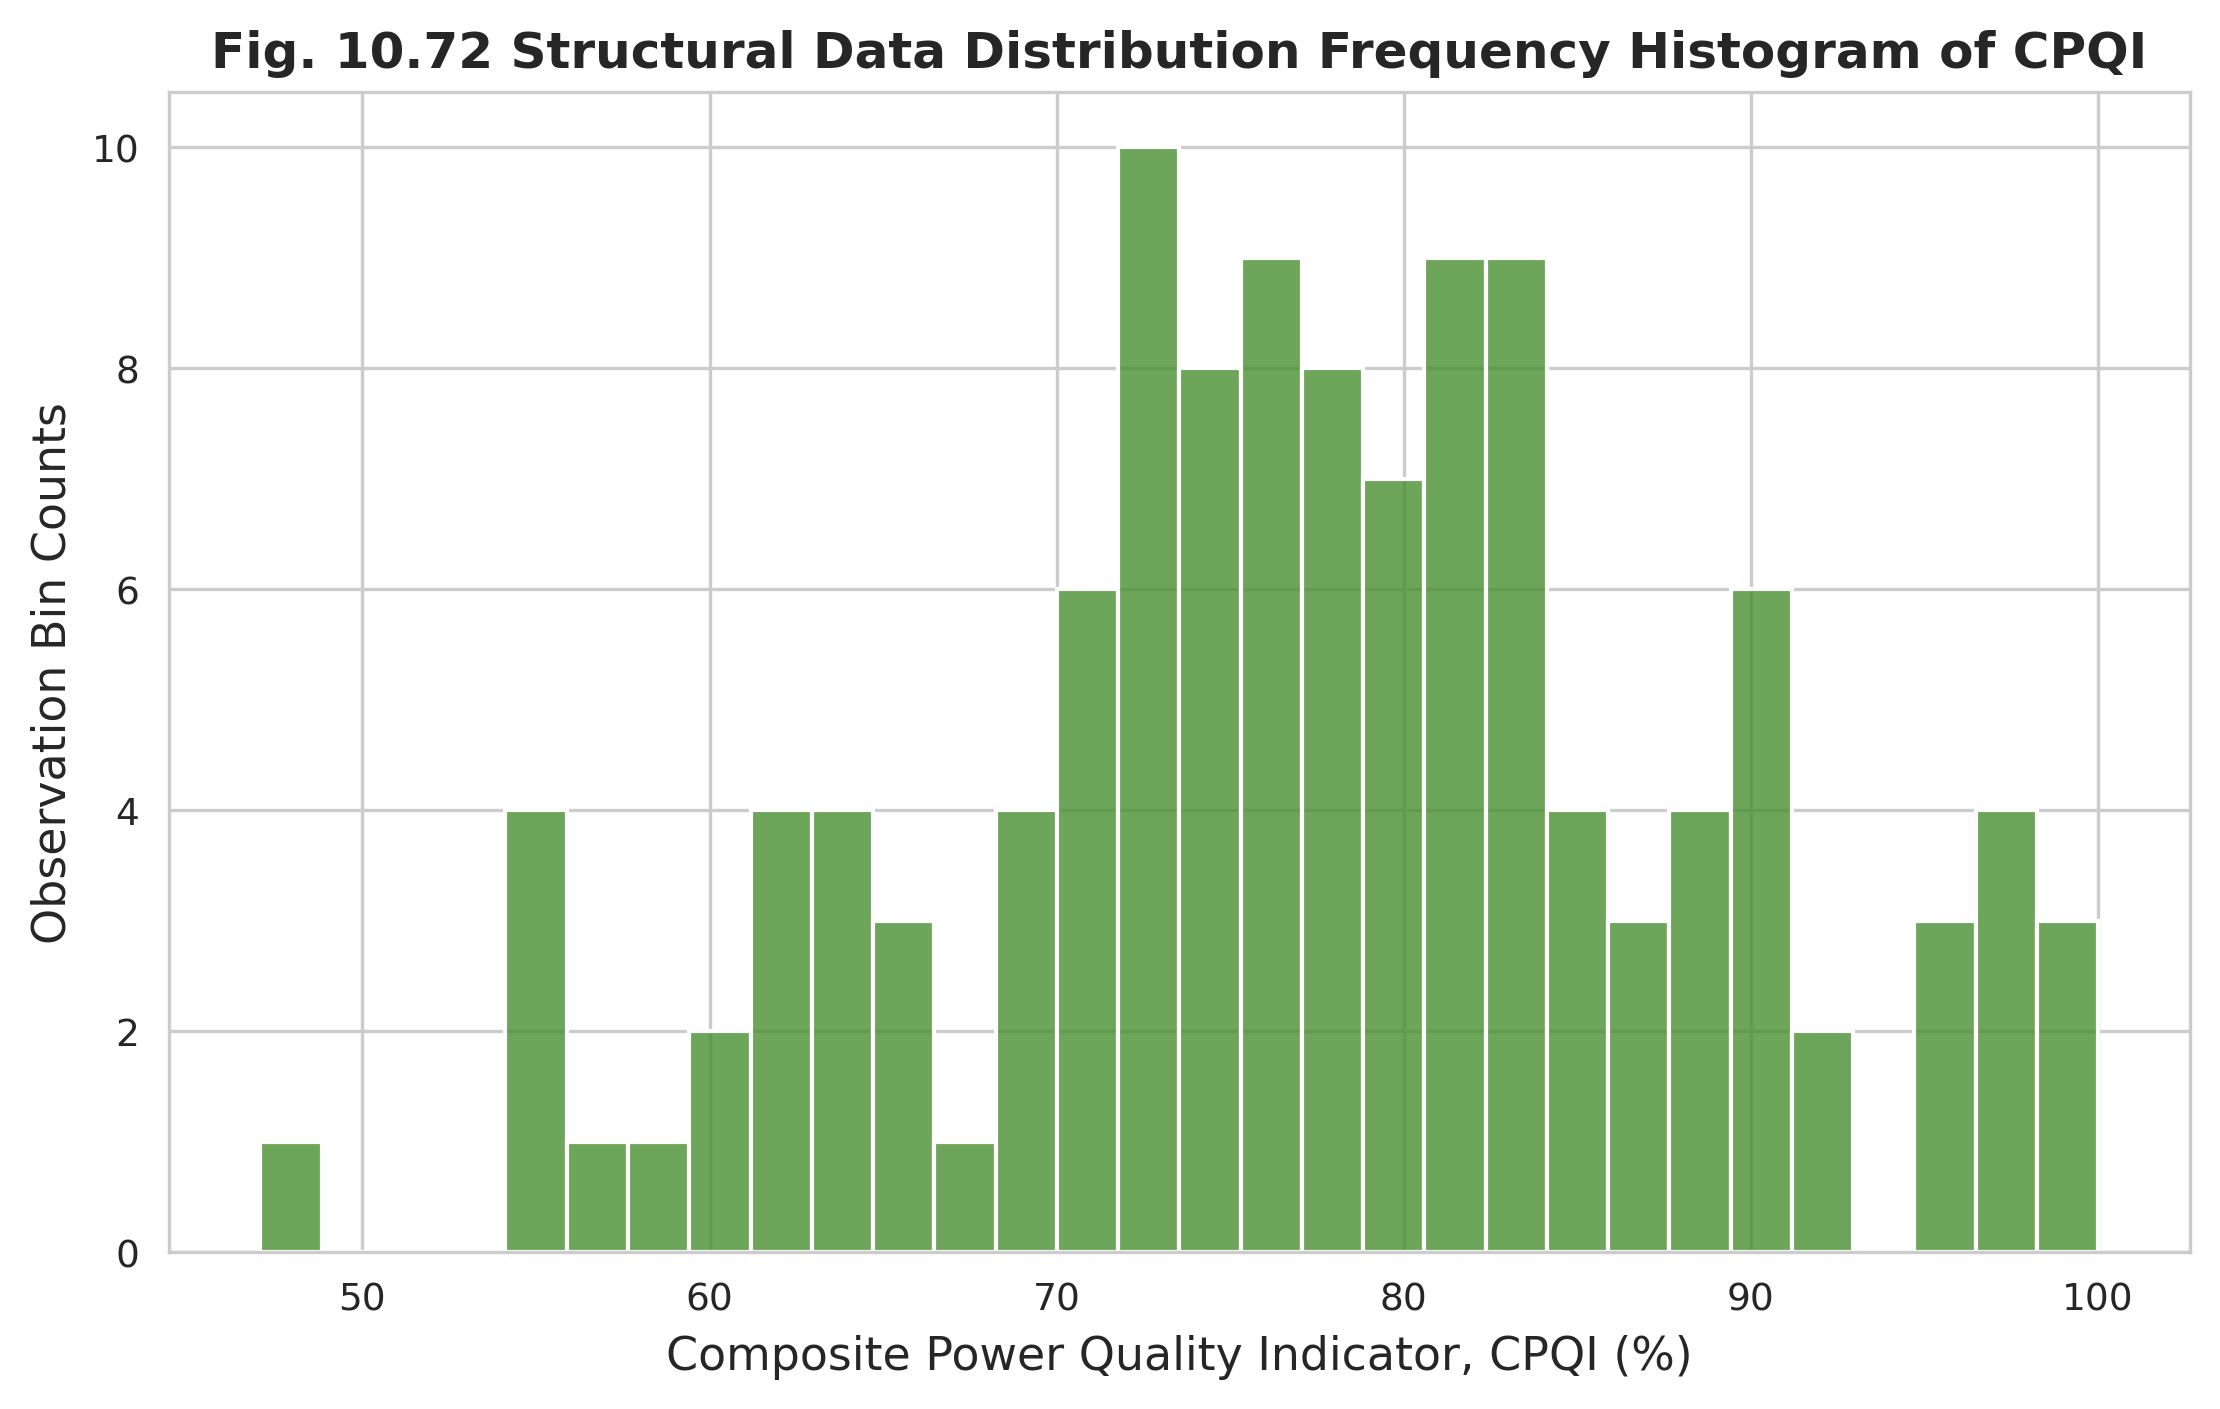 Fig. 10.72 Structural Data Distribution Frequency Histogram of CPQI
Observation Bin Counts
10
8
6
4
2
0
50 60 70 80 90 100
Composite Power Quality Indicator, CPQI (%)